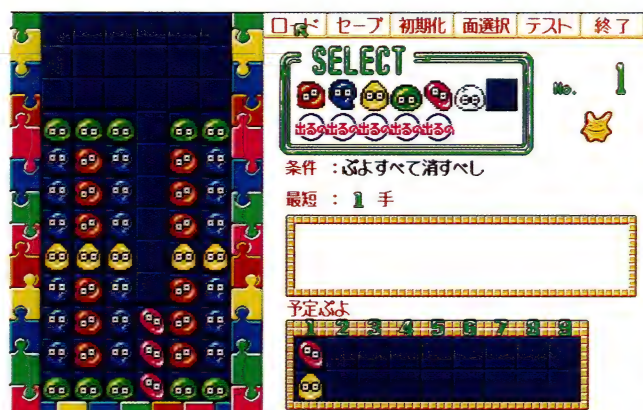 ロード セーブ 初期化 面選択 テスト 終了
SELECT
No. 1
出るの出るの出るの出るの出るの
条件 :ぷよすべて消すべし
最短 : 1 手
予定ぷよ
1 2 3 4 5 6 7 8 9